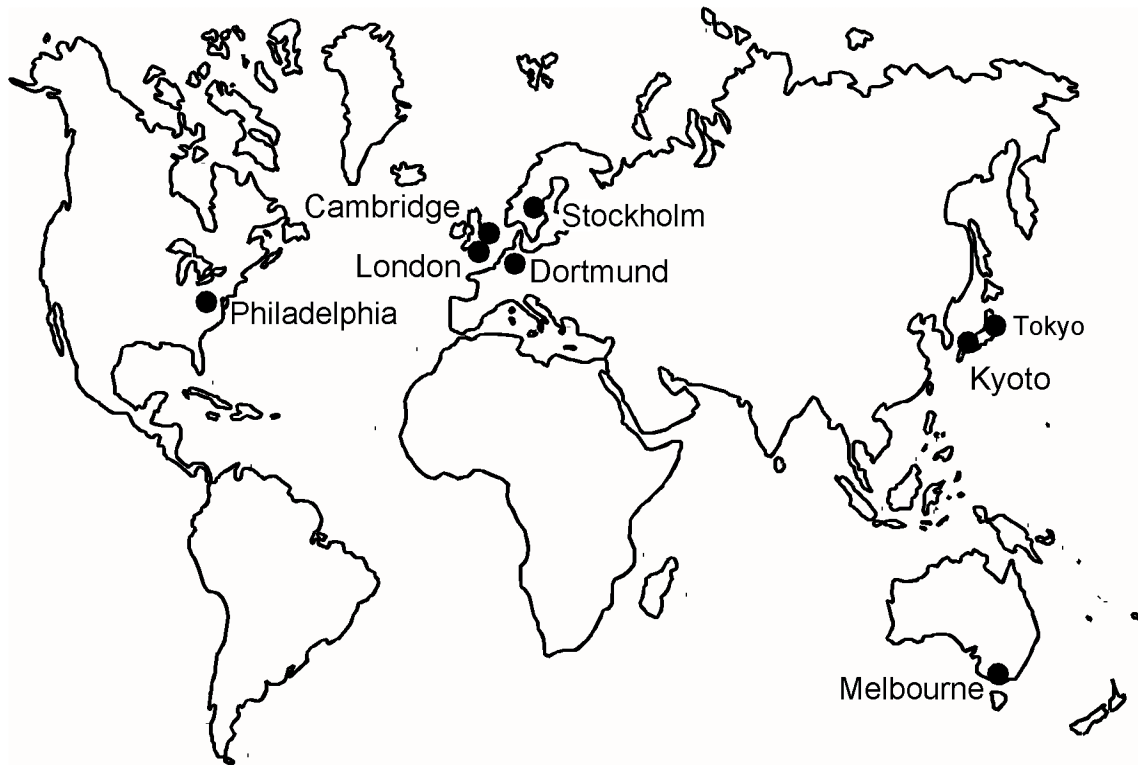 Cambridge
Stockholm
London
Dortmund
Philadelphia
Tokyo
Kyoto
Melbourne